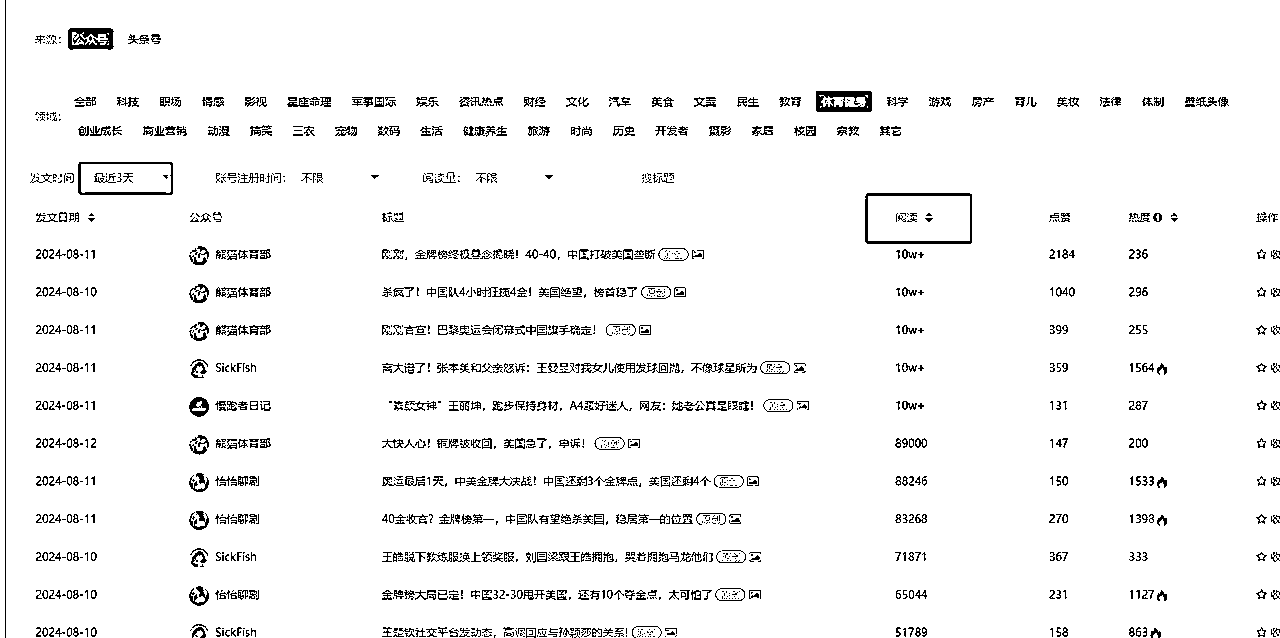 来源: 公众号 头条号
全部 科技 职场 情感 影视 星座命理 军事国际 娱乐 资讯热点 财经 文化 汽车 美食 文案 民生 教育 体育健身 科学 游戏 房产 育儿 美妆 法律 体制 壁纸头像
领域:
创业成长 商业营销 动漫 搞笑 三农 宠物 数码 生活 健康养生 旅游 时尚 历史 开发者 摄影 家居 校园 宗教 其它
发文时间 最近3天 账号注册时间: 不限 阅读量: 不限 搜标题
发文日期 公众号 标题 阅读 点赞 热度 操作
2024-08-11 熊猫体育部 刚刚，金牌榜终极悬念揭晓！40-40，中国打破美国垄断 原创 10w+ 2184 236 收
2024-08-10 熊猫体育部 杀疯了！中国队4小时狂揽4金！美国绝望，榜首稳了 原创 10w+ 1040 296 收
2024-08-11 熊猫体育部 刚刚官宣！巴黎奥运会闭幕式中国旗手确定！ 原创 10w+ 399 255 收
2024-08-11 SickFish 离大谱了！张本美和父亲怒诉：王曼昱对我女儿使用发球回抛，不像球星所为 原创 10w+ 359 1564 收
2024-08-11 慢跑者日记 “素颜女神”王丽坤，跑步保持身材，A4腰好迷人，网友：她老公真是眼瞎！ 原创 10w+ 131 287 收
2024-08-12 熊猫体育部 大快人心！铜牌被收回，美国急了，申诉！ 原创 89000 147 200 收
2024-08-11 怡怡聊剧 奥运最后1天，中美金牌大决战！中国还剩3个金牌点，美国还剩4个 原创 88246 150 1533 收
2024-08-11 怡怡聊剧 40金收官？金牌榜第一，中国队有望绝杀美国，稳居第一的位置 原创 83268 270 1398 收
2024-08-10 SickFish 王皓脱下教练服换上领奖服，刘国梁跟王皓拥抱，哭着拥抱马龙他们 原创 71871 367 333 收
2024-08-10 怡怡聊剧 金牌榜大局已定！中国32-30甩开美国，还有10个夺金点，太可怕了 原创 65044 231 1127 收
2024-08-10 SickFish 王楚钦社交平台发动态，高调回应与孙颖莎的关系! 原创 51789 158 863 收